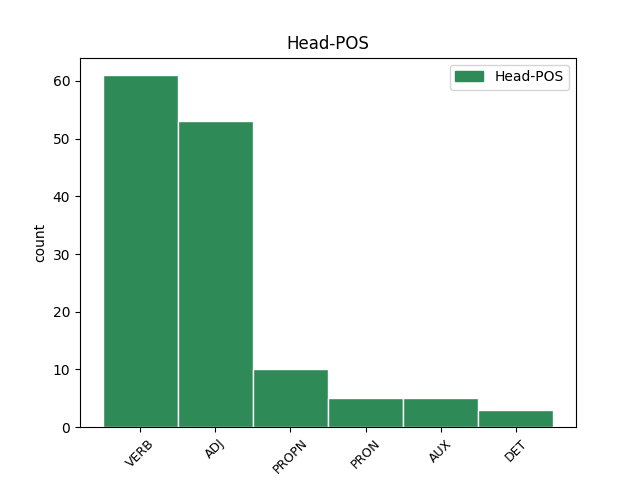 Head-POS
Head-POS
60
50
40
30
20
10
0
count
VERB
ADJ
PROPN
PRON
AUX
DET